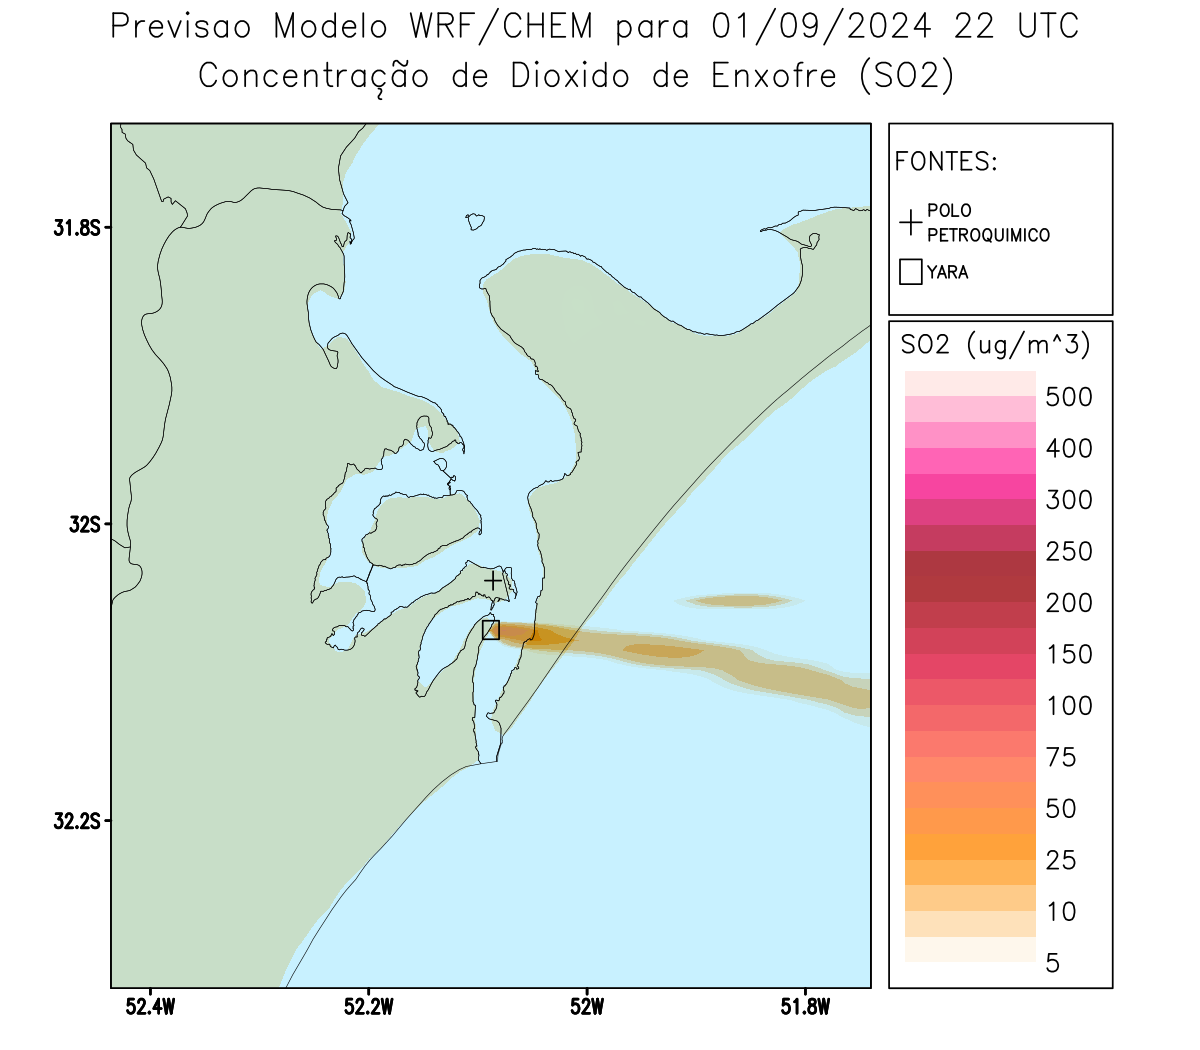 Previsao Modelo WRF/CHEM para 01/09/2024 22 UTC
Concentração de Dioxido de Enxofre (SO2)
FONTES:
POLO
PETROQUIMICO
YARA
31.8S
32S
32.2S
52.4W
52.2W
52W
51.8W
SO2 (ug/m^3)
500
400
300
250
200
150
100
75
50
25
10
5